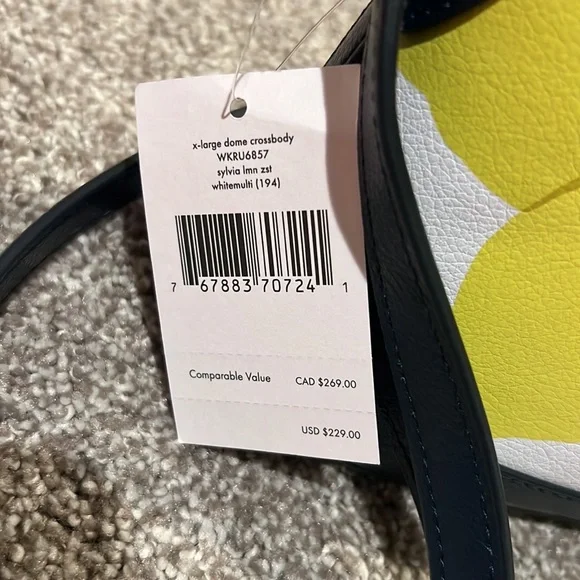 x-large dome crossbody
WKRU6857
sylvia lmn zst
whitemulti (194)
7 67883 70724 1
Comparable Value CAD $269.00
USD $229.00